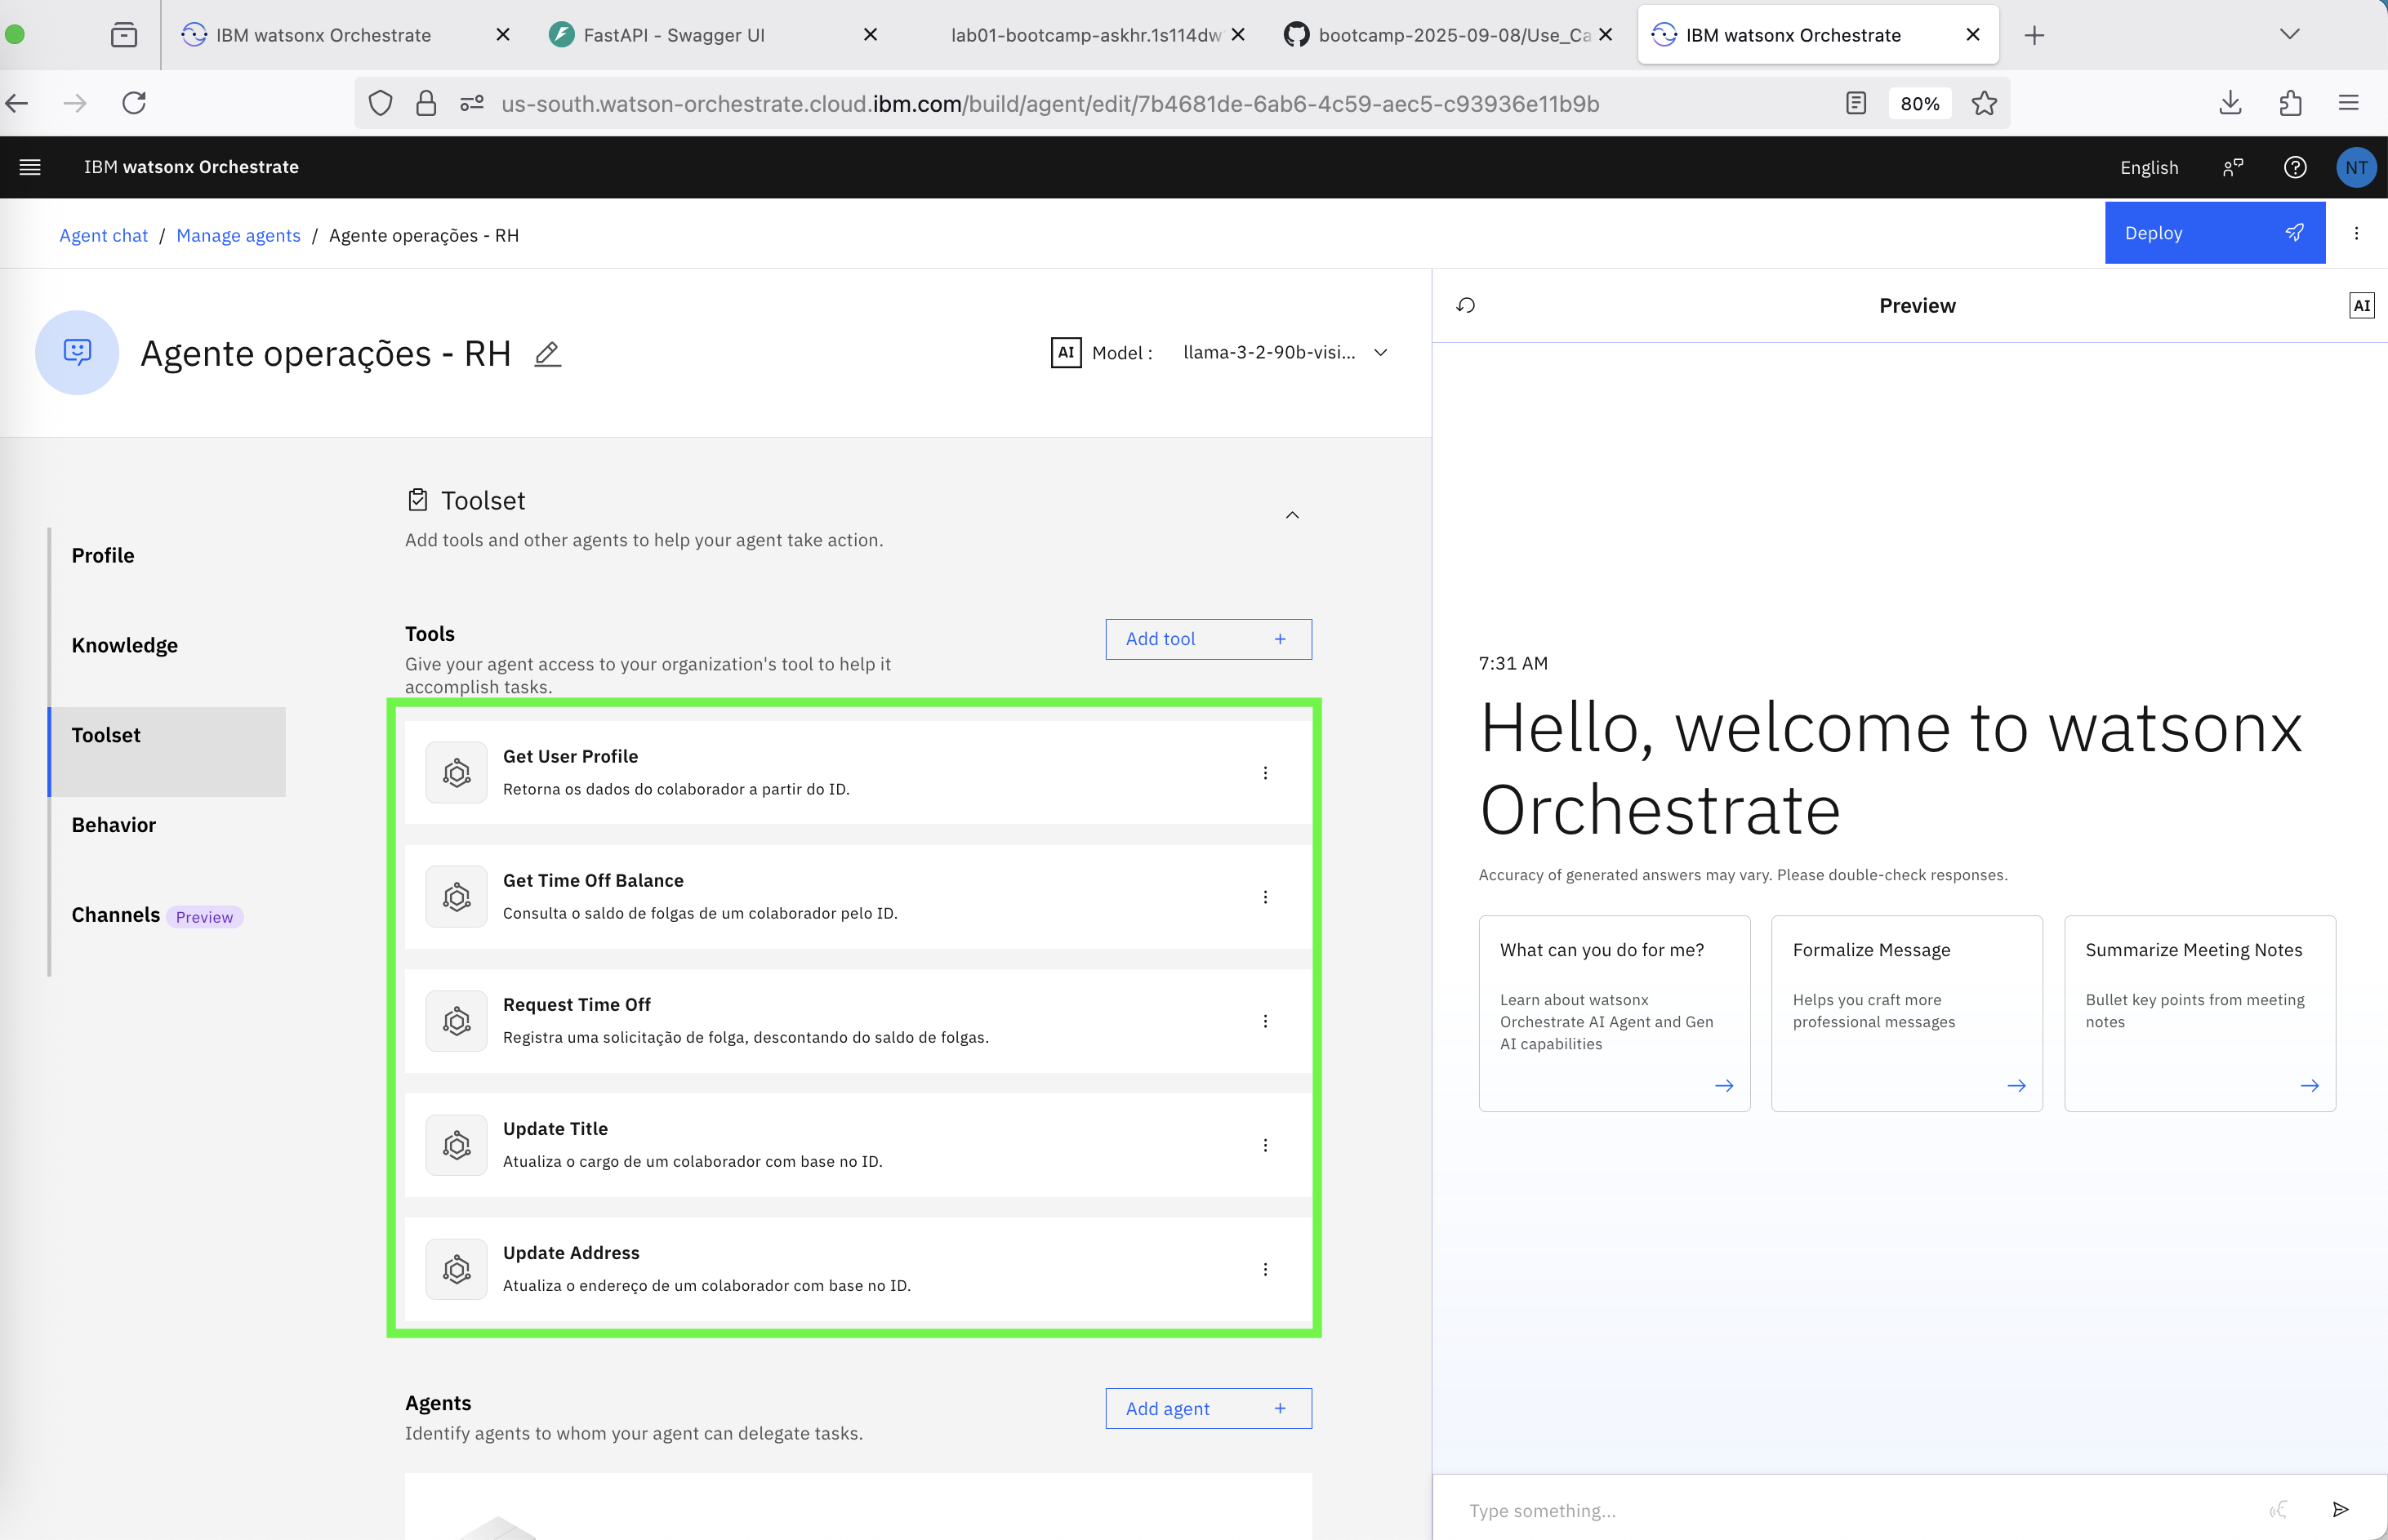 IBM watsonx Orchestrate
FastAPI - Swagger UI
lab01-bootcamp-askhr.1s114dw
bootcamp-2025-09-08/Use_Ca
IBM watsonx Orchestrate
us-south.watson-orchestrate.cloud.ibm.com/build/agent/edit/7b4681de-6ab6-4c59-aec5-c93936e11b9b
80%
IBM watsonx Orchestrate
English
NT
Agent chat / Manage agents / Agente operações - RH
Deploy
Agente operações - RH
AI Model :
llama-3-2-90b-visi...
Preview
AI
Profile
Knowledge
Toolset
Behavior
Channels Preview
Toolset
Add tools and other agents to help your agent take action.
Tools
Give your agent access to your organization's tool to help it
accomplish tasks.
Add tool +
Get User Profile
Retorna os dados do colaborador a partir do ID.
Get Time Off Balance
Consulta o saldo de folgas de um colaborador pelo ID.
Request Time Off
Registra uma solicitação de folga, descontando do saldo de folgas.
Update Title
Atualiza o cargo de um colaborador com base no ID.
Update Address
Atualiza o endereço de um colaborador com base no ID.
Agents
Identify agents to whom your agent can delegate tasks.
Add agent +
7:31 AM
Hello, welcome to watsonx
Orchestrate
Accuracy of generated answers may vary. Please double-check responses.
What can you do for me?
Learn about watsonx
Orchestrate AI Agent and Gen
AI capabilities
Formalize Message
Helps you craft more
professional messages
Summarize Meeting Notes
Bullet key points from meeting
notes
Type something...